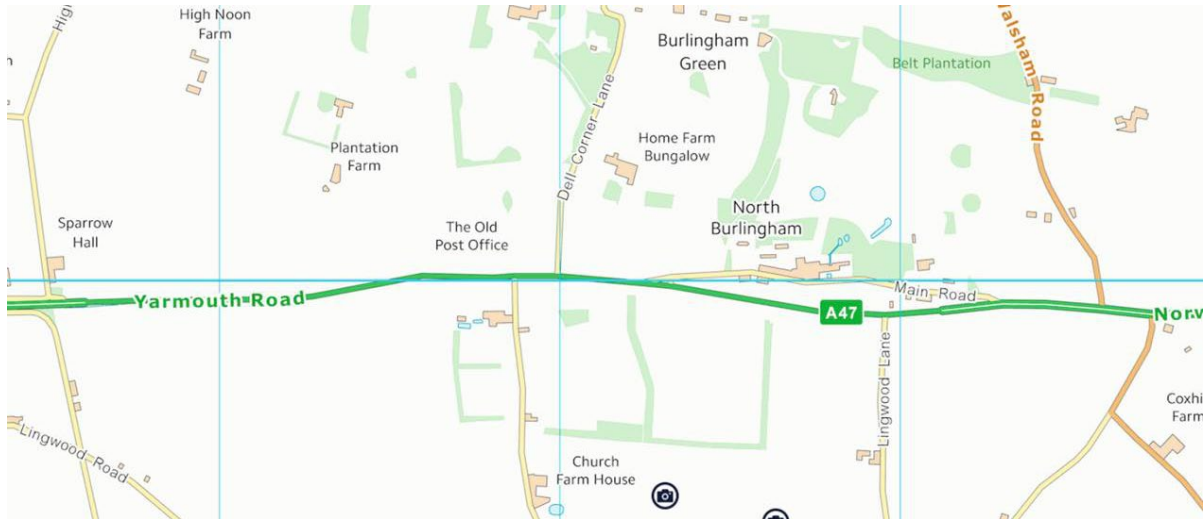 High
High Noon
Farm
Burlingham
Green
Belt Plantation
alsham Road
Plantation
Farm
Dell Corner Lane
Home Farm
Bungalow
Sparrow
Hall
The Old
Post Office
North
Burlingham
Yarmouth Road
Main Road
A47
Norw
Lingwood Lane
Lingwood Road
Coxhi
Farm
Church
Farm House